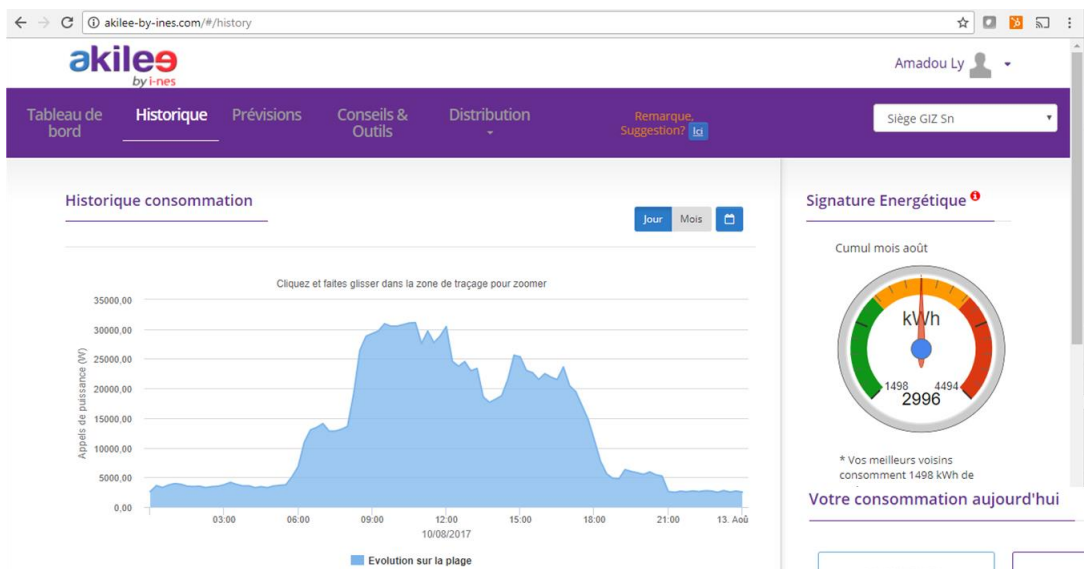 akilee-by-ines.com/#/history
akilee
by i-nes
Amadou Ly
Tableau de
bord
Historique
Prévisions
Conseils &
Outils
Distribution
Remarque,
Suggestion? Ici
Siège GIZ Sn
Historique consommation
Jour Mois
Cliquez et faites glisser dans la zone de traçage pour zoomer
Appels de puissance (W)
35000,00
30000,00
25000,00
20000,00
15000,00
10000,00
5000,00
0,00
03:00 06:00 09:00 12:00 15:00 18:00 21:00 13. Aoû
10/08/2017
Evolution sur la plage
Signature Energétique
Cumul mois août
kWh
1498 4494
2996
* Vos meilleurs voisins
consomment 1498 kWh de
Votre consommation aujourd'hui